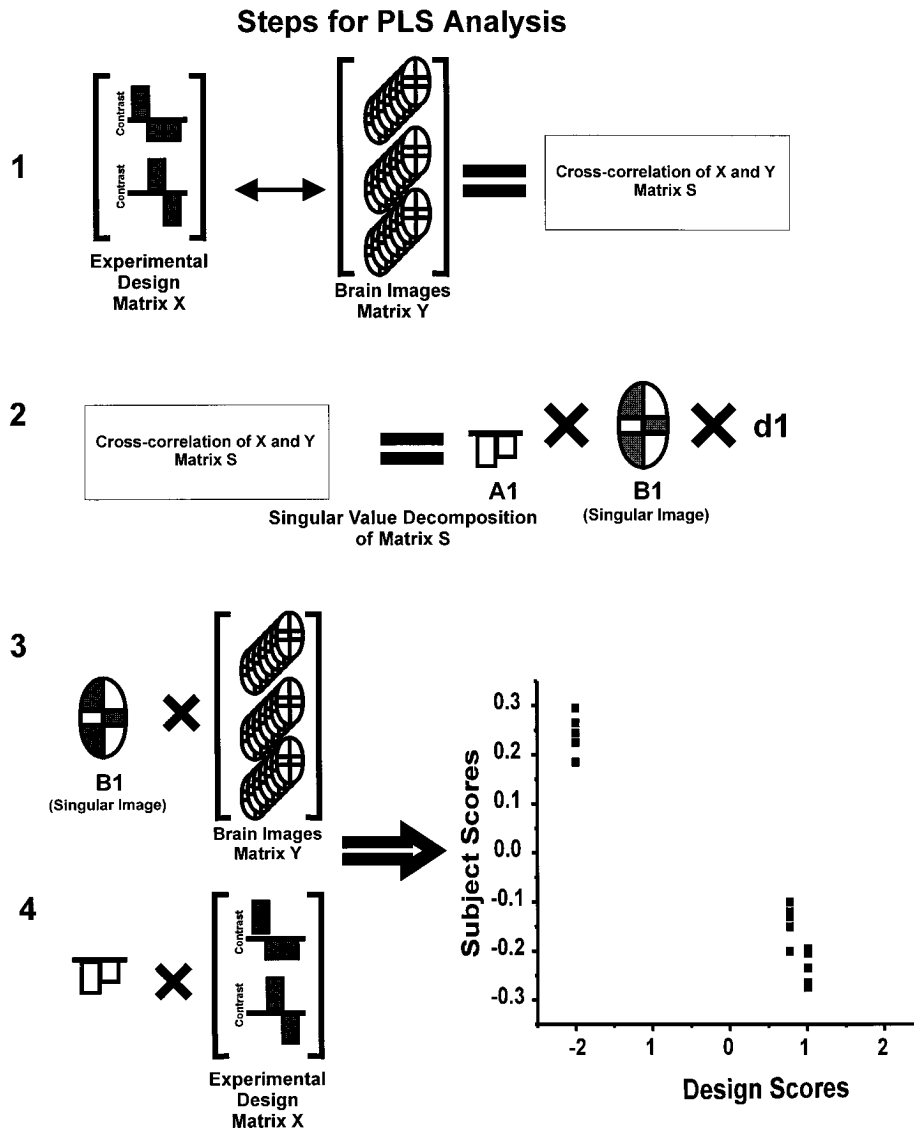 Steps for PLS Analysis
1
Contrast
Contrast
Experimental
Design
Matrix X
Brain Images
Matrix Y
Cross-correlation of X and Y
Matrix S
2
Cross-correlation of X and Y
Matrix S
A1
B1
(Singular Image)
d1
Singular Value Decomposition
of Matrix S
3
B1
(Singular Image)
Brain Images
Matrix Y
4
Contrast
Contrast
Experimental
Design
Matrix X
Subject Scores
0.3
0.2
0.1
0.0
-0.1
-0.2
-0.3
-2 1 0 1 2
Design Scores